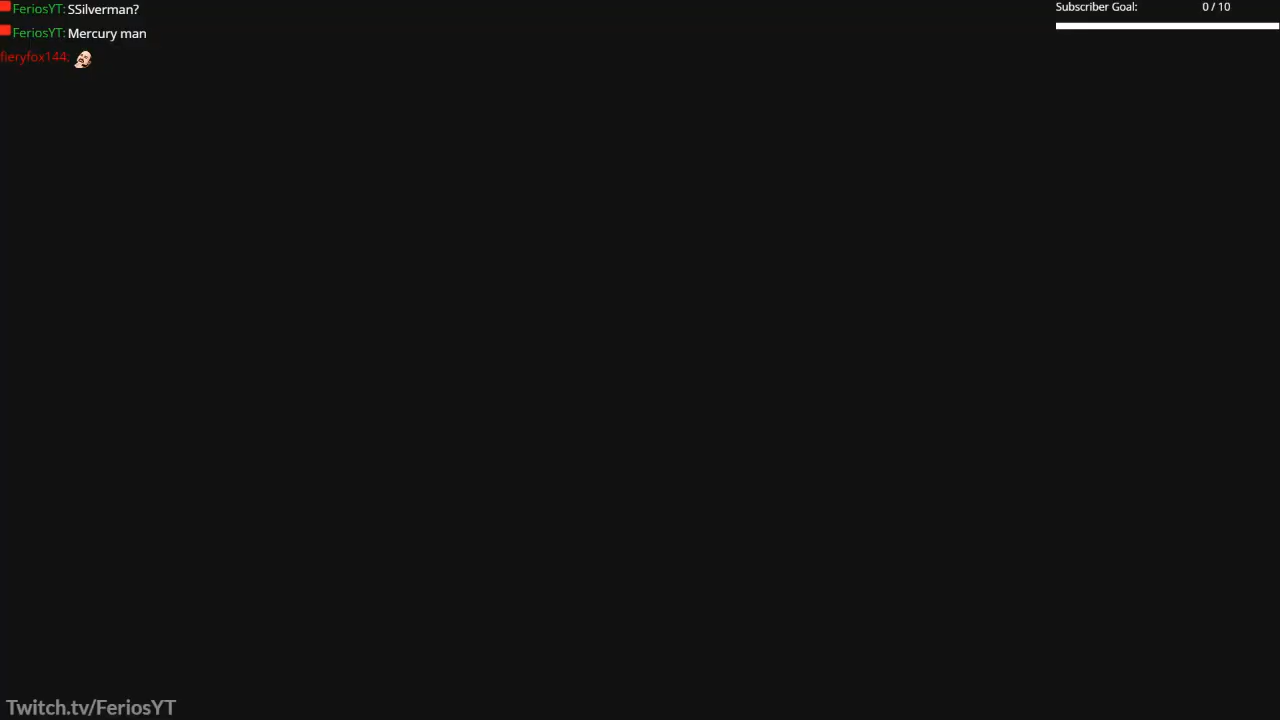 FeriosYT: SSilverman?
FeriosYT: Mercury man
fieryfox144:
Subscriber Goal: 0 / 10
Twitch.tv/FeriosYT